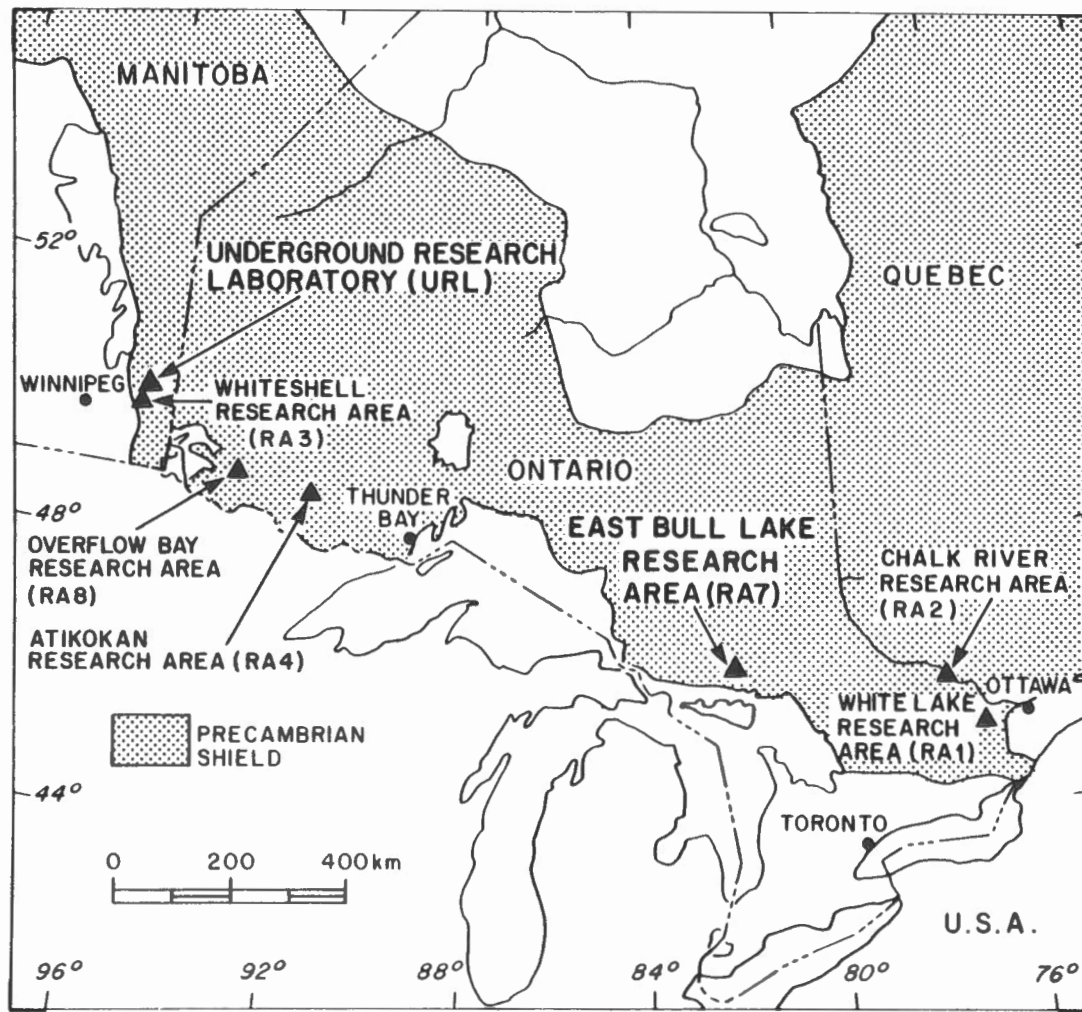 MANITOBA
52°
UNDERGROUND RESEARCH
LABORATORY (URL)
QUEBEC
WINNIPEG
WHITESHELL
RESEARCH AREA
(RA3)
ONTARIO
48°
THUNDER
BAY
EAST BULL LAKE
RESEARCH
AREA (RA7)
OVERFLOW BAY
RESEARCH AREA
(RA8)
CHALK RIVER
RESEARCH AREA
(RA2)
ATIKOKAN
RESEARCH AREA (RA4)
OTTAWA
WHITE LAKE
RESEARCH
AREA (RA1)
PRECAMBRIAN
SHIELD
44°
TORONTO
0 200 400 km
U.S.A.
96° 92° 88° 84° 80° 76°